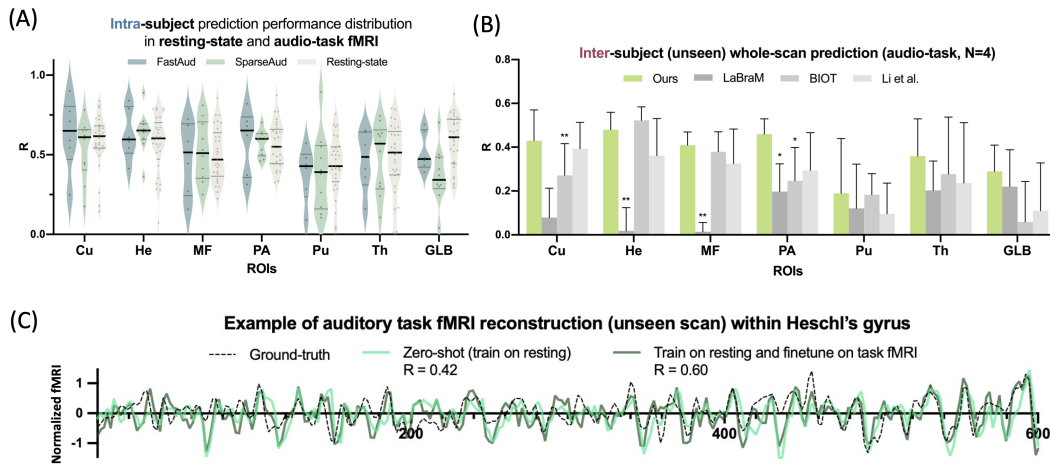 (A)
Intra-subject prediction performance distribution
in resting-state and audio-task fMRI
FastAud SparseAud Resting-state
1.0
0.5
0.0
R
Cu He MF PA Pu Th GLB
ROIs
(B)
Inter-subject (unseen) whole-scan prediction (audio-task, N=4)
Ours LaBraM BIOT Li et al.
0.8
0.6
0.4
0.2
0.0
R
** ** ** * *
Cu He MF PA Pu Th GLB
ROIs
(C)
Example of auditory task fMRI reconstruction (unseen scan) within Heschl's gyrus
Ground-truth Zero-shot (train on resting) Train on resting and finetune on task fMRI
R = 0.42 R = 0.60
Normalized fMRI
1
0
-1
200 400 600